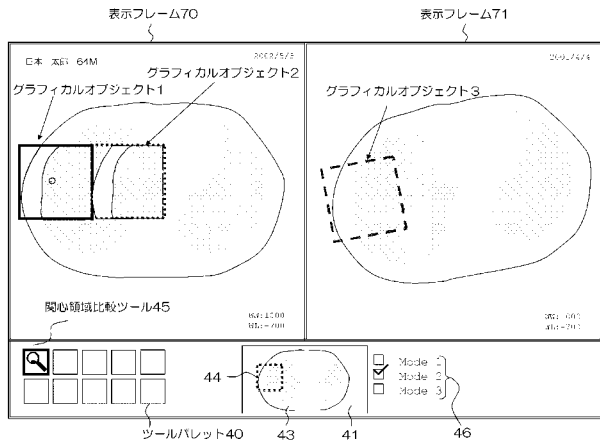 表示フレーム70
表示フレーム71
日本 太郎 64M
2002/5/3
グラフィカルオブジェクト2
グラフィカルオブジェクト1
グラフィカルオブジェクト3
WW:1000
WL:-700
関心領域比較ツール45
44
Mode 1
Mode 2
Mode 3
ツールパレット40
43
41
46